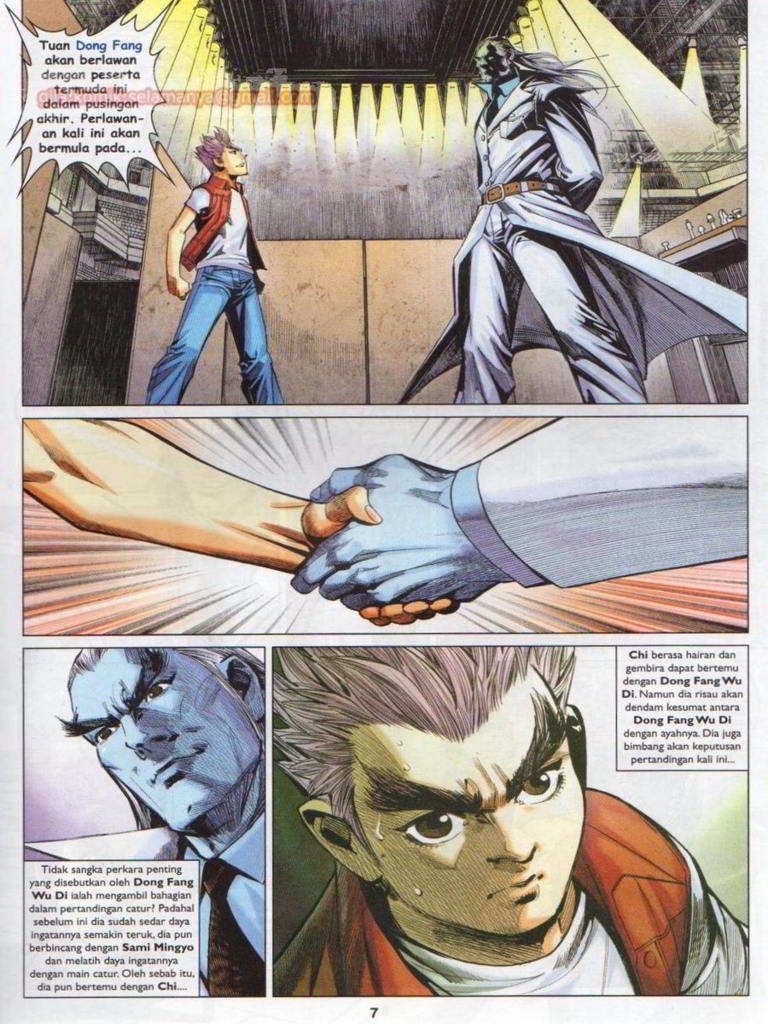 Tuan Dong Fang
akan berlawan
dengan peserta
termuda ini
dalam pusingan
akhir. Perlawan-
an kali ini akan
bermula pada...
Tidak sangka perkara penting
yang disebutkan oleh Dong Fang
Wu Di ialah mengambil bahagian
dalam pertandingan catur? Padahal
sebelum ini dia sudah sedar daya
ingatannya semakin teruk, dia pun
berbincang dengan Sami Mingyo
dan melatih daya ingatannya
dengan main catur. Oleh sebab itu,
dia pun bertemu dengan Chi....
Chi berasa hairan dan
gembira dapat bertemu
dengan Dong Fang Wu
Di. Namun dia risau akan
dendam kesumat antara
Dong Fang Wu Di
dengan ayahnya. Dia juga
bimbang akan keputusan
pertandingan kali ini...
7